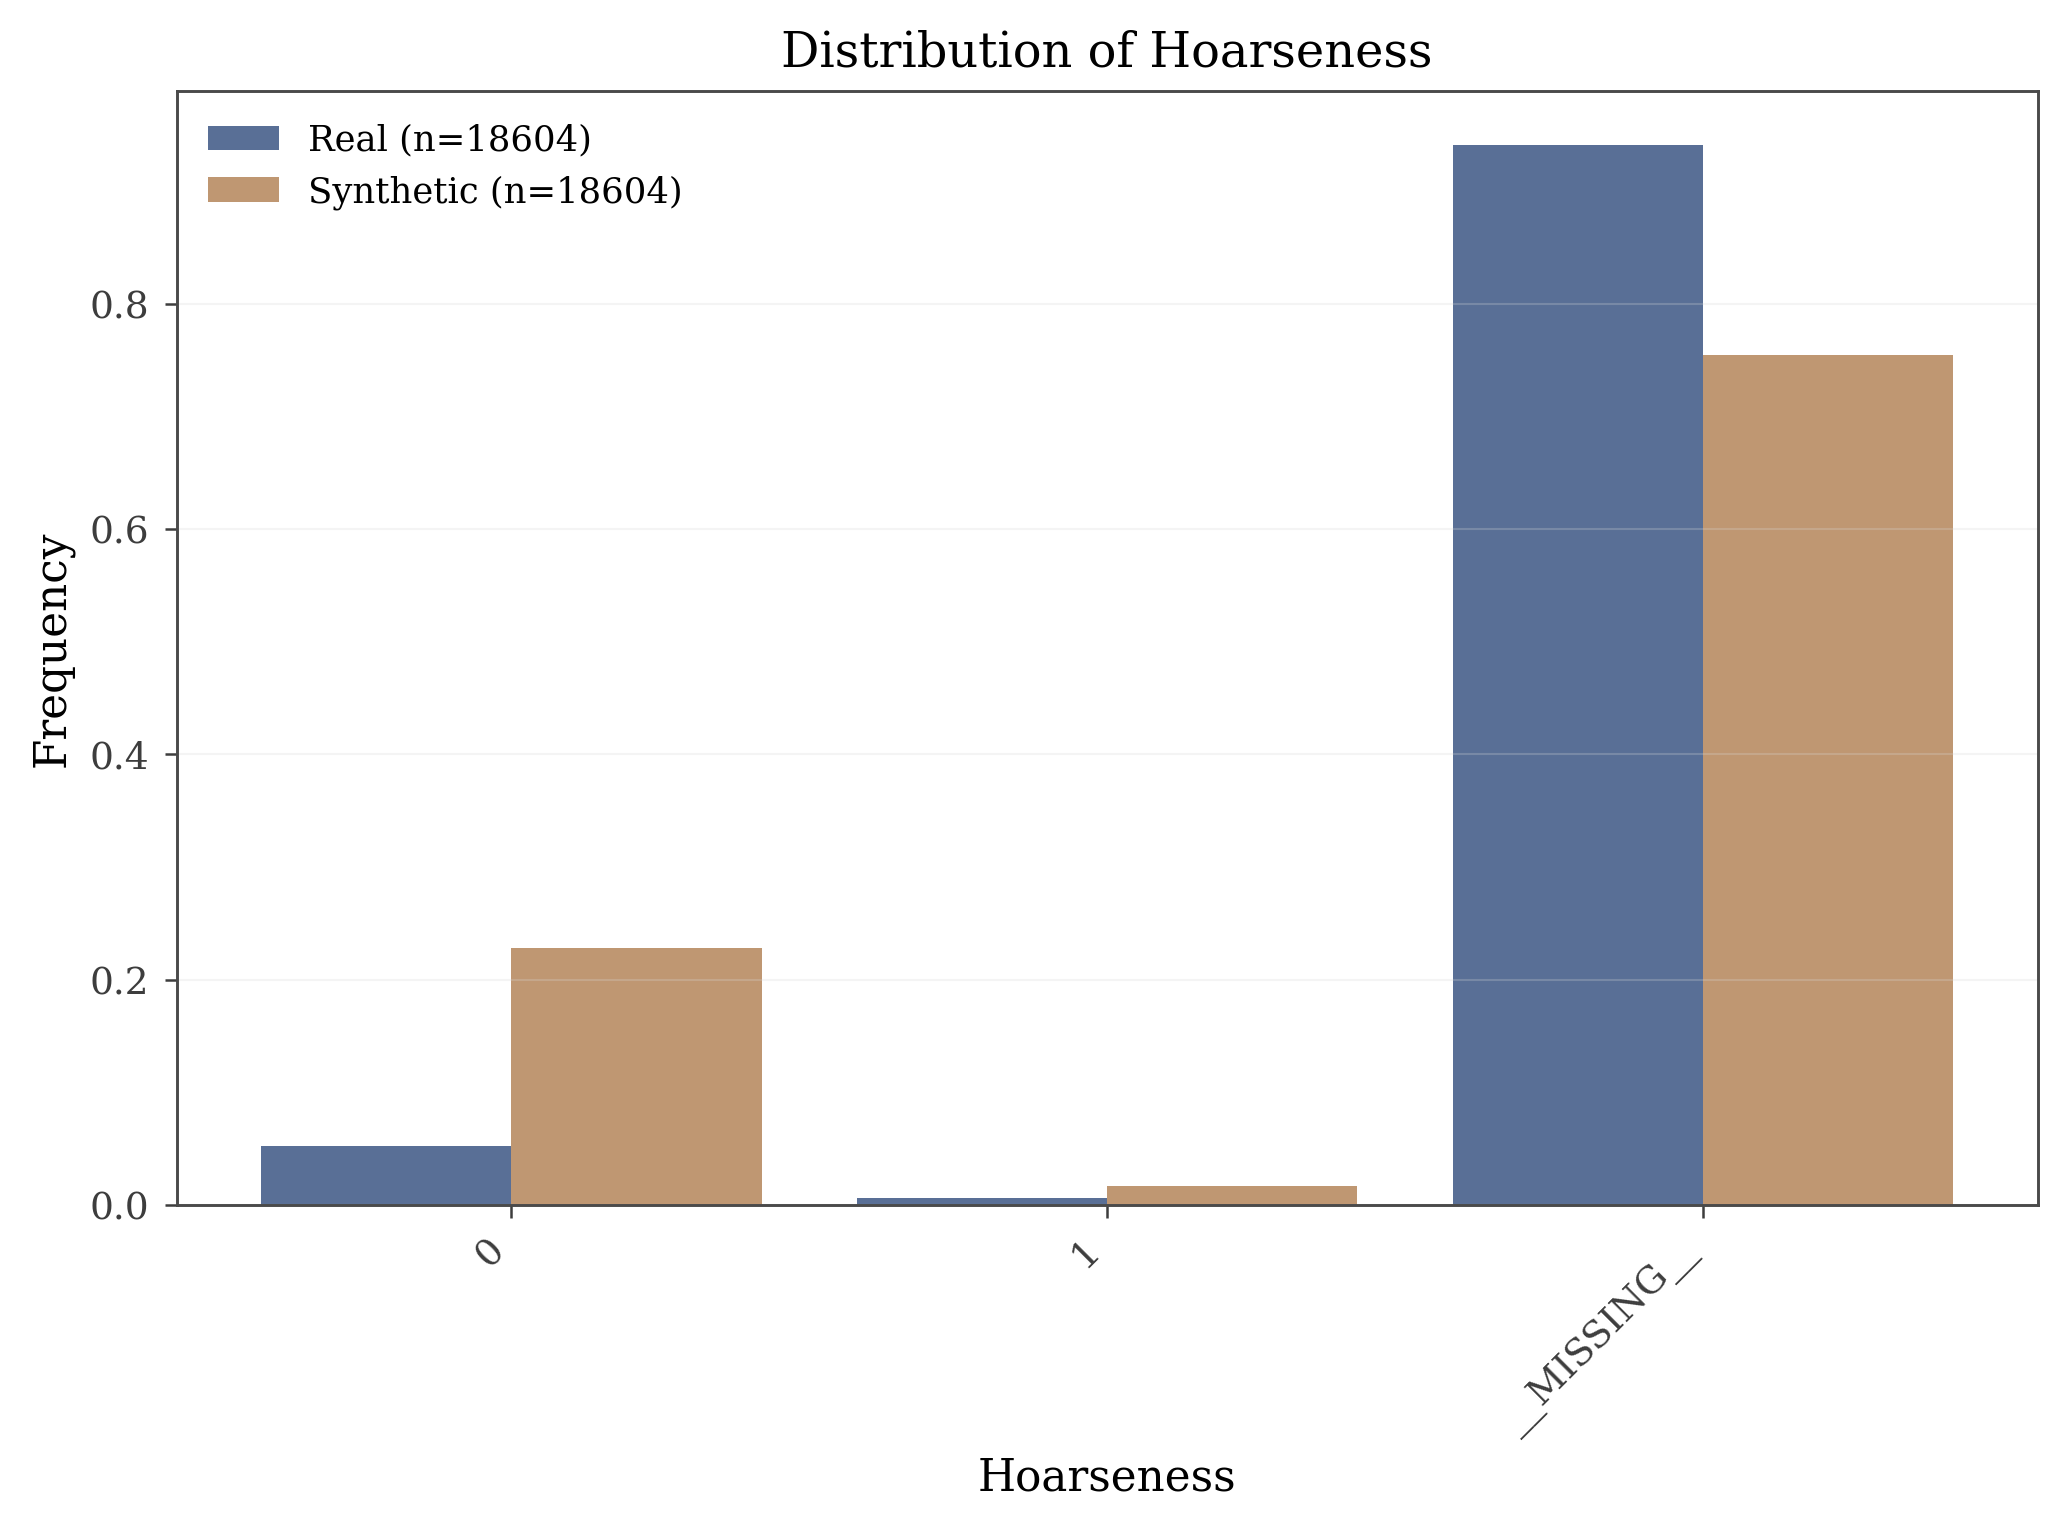 Distribution of Hoarseness
Real (n=18604)
Synthetic (n=18604)
Frequency
0.8
0.6
0.4
0.2
0.0
0
1
__MISSING__
Hoarseness